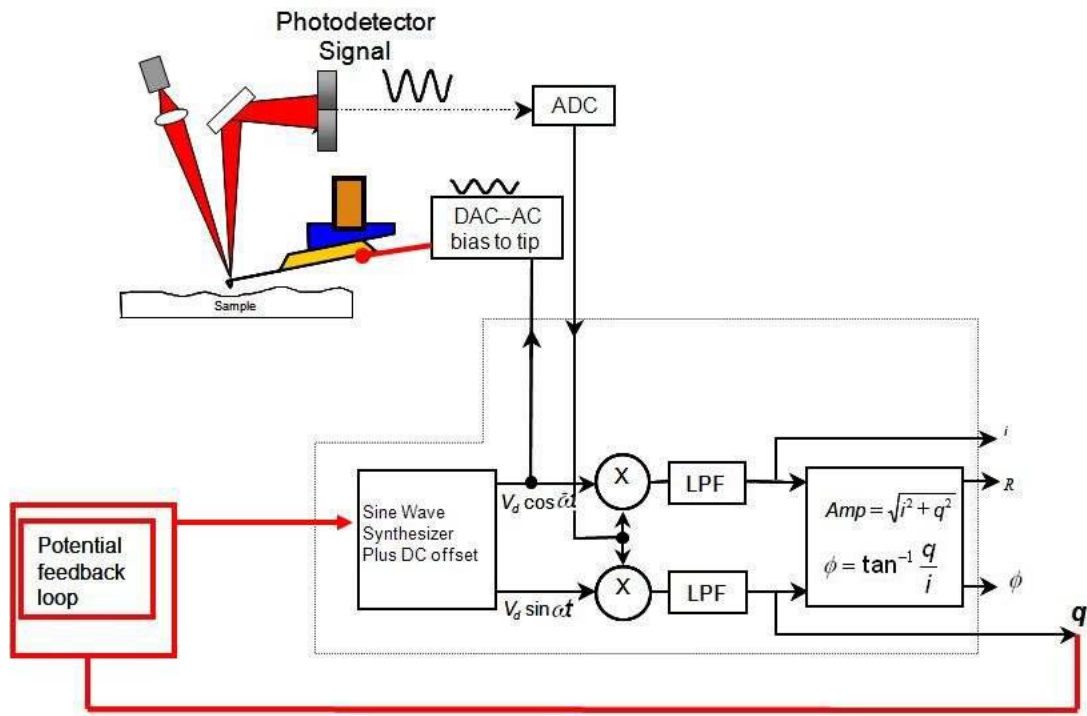 Photodetector
Signal
ADC
DAC--AC
bias to tip
Sample
Sine Wave
Synthesizer
Plus DC offset
V_d cos ωt
V_d sin ωt
X
X
LPF
LPF
Amp = √i² + q²
ϕ = tan⁻¹ q/i
i
R
ϕ
q
Potential
feedback
loop